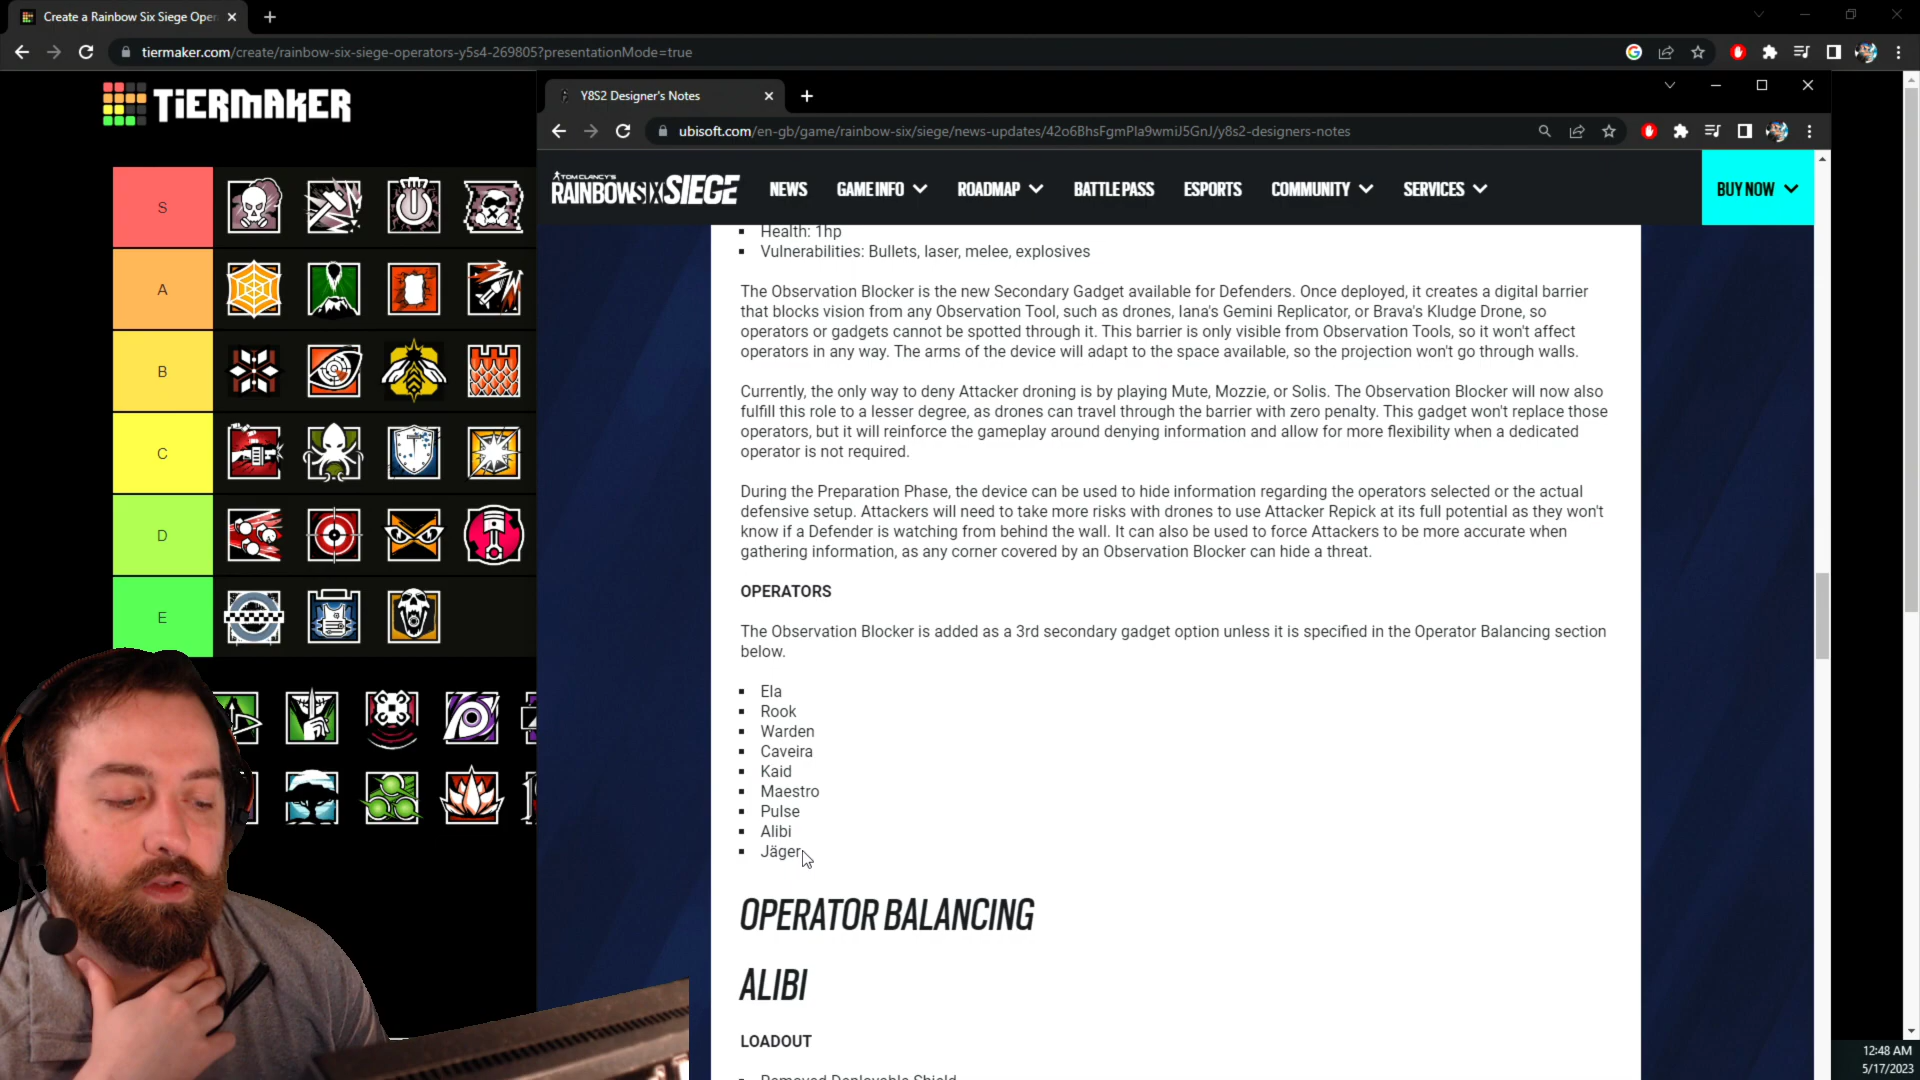 Create a Rainbow Six Siege Oper
tiermaker.com/create/rainbow-six-siege-operators-y5s4-269805?presentationMode=true
TiERMAKER
S
A
B
C
D
E
Y8S2 Designer's Notes
ubisoft.com/en-gb/game/rainbow-six/siege/news-updates/42o6BhsFgmPla9wmiJ5GnJ/y8s2-designers-notes
TOM CLANCY'S
RAINBOWSIXSIEGE
NEWS
GAME INFO
ROADMAP
BATTLE PASS
ESPORTS
COMMUNITY
SERVICES
BUY NOW
Health: 1hp
Vulnerabilities: Bullets, laser, melee, explosives
The Observation Blocker is the new Secondary Gadget available for Defenders. Once deployed, it creates a digital barrier
that blocks vision from any Observation Tool, such as drones, Iana's Gemini Replicator, or Brava's Kludge Drone, so
operators or gadgets cannot be spotted through it. This barrier is only visible from Observation Tools, so it won't affect
operators in any way. The arms of the device will adapt to the space available, so the projection won't go through walls.
Currently, the only way to deny Attacker droning is by playing Mute, Mozzie, or Solis. The Observation Blocker will now also
fulfill this role to a lesser degree, as drones can travel through the barrier with zero penalty. This gadget won't replace those
operators, but it will reinforce the gameplay around denying information and allow for more flexibility when a dedicated
operator is not required.
During the Preparation Phase, the device can be used to hide information regarding the operators selected or the actual
defensive setup. Attackers will need to take more risks with drones to use Attacker Repick at its full potential as they won't
know if a Defender is watching from behind the wall. It can also be used to force Attackers to be more accurate when
gathering information, as any corner covered by an Observation Blocker can hide a threat.
OPERATORS
The Observation Blocker is added as a 3rd secondary gadget option unless it is specified in the Operator Balancing section
below.
Ela
Rook
Warden
Caveira
Kaid
Maestro
Pulse
Alibi
Jäger
OPERATOR BALANCING
ALIBI
LOADOUT
Removed Deployable Shield
12:48 AM
5/17/2023